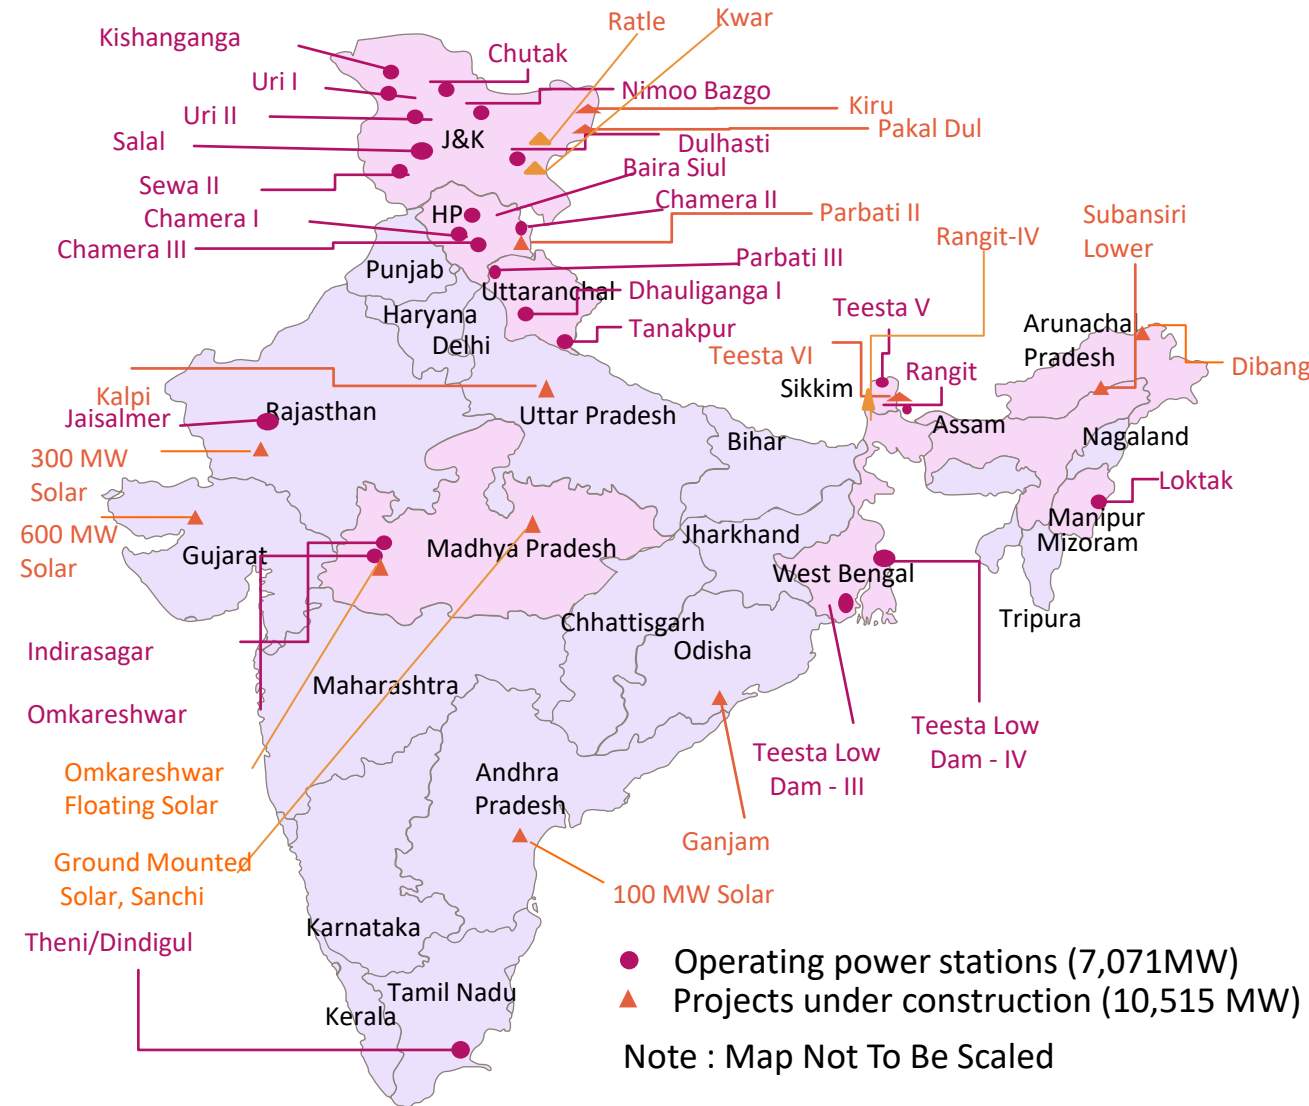 Ratle
Kwar
Kishanganga
Chutak
Uri I
Nimoo Bazgo
Kiru
Uri II
Pakal Dul
Salal
J&K
Dulhasti
Baira Siul
Sewa II
Chamera II
Chamera I
HP
Parbati II
Subansiri
Lower
Chamera III
Rangit-IV
Punjab
Parbati III
Uttaranchal
Dhauliganga I
Teesta V
Haryana
Delhi
Tanakpur
Arunachal
Pradesh
Teesta VI
Rangit
Dibang
Sikkim
Kalpi
Jaisalmer
Rajasthan
Uttar Pradesh
Assam
Bihar
Nagaland
300 MW
Solar
Loktak
600 MW
Solar
Gujarat
Madhya Pradesh
Jharkhand
Manipur
Mizoram
West Bengal
Chhattisgarh
Tripura
Odisha
Indirasagar
Maharashtra
Omkareshwar
Teesta Low
Dam - IV
Teesta Low
Dam - III
Omkareshwar
Floating Solar
Andhra
Pradesh
Ganjam
Ground Mounted
Solar, Sanchi
100 MW Solar
Karnataka
Theni/Dindigul
Operating power stations (7,071MW)
Tamil Nadu
Projects under construction (10,515 MW)
Kerala
Note : Map Not To Be Scaled